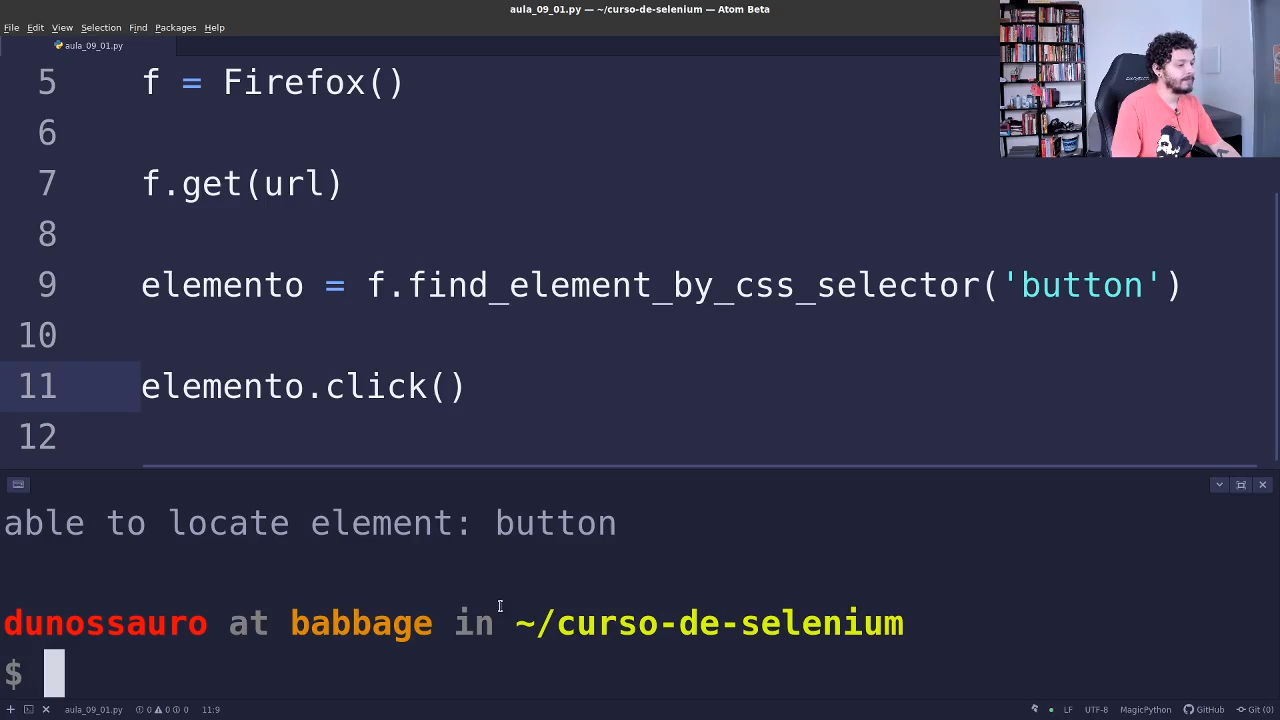 aula_09_01.py — ~/curso-de-selenium — Atom Beta
File Edit View Selection Find Packages Help
aula_09_01.py
5 f = Firefox()
6
7 f.get(url)
8
9 elemento = f.find_element_by_css_selector('button')
10
11 elemento.click()
12
able to locate element: button
dunossauro at babbage in ~/curso-de-selenium
$
aula_09_01.py 0 0 0 11:9 LF UTF-8 MagicPython GitHub Git (0)